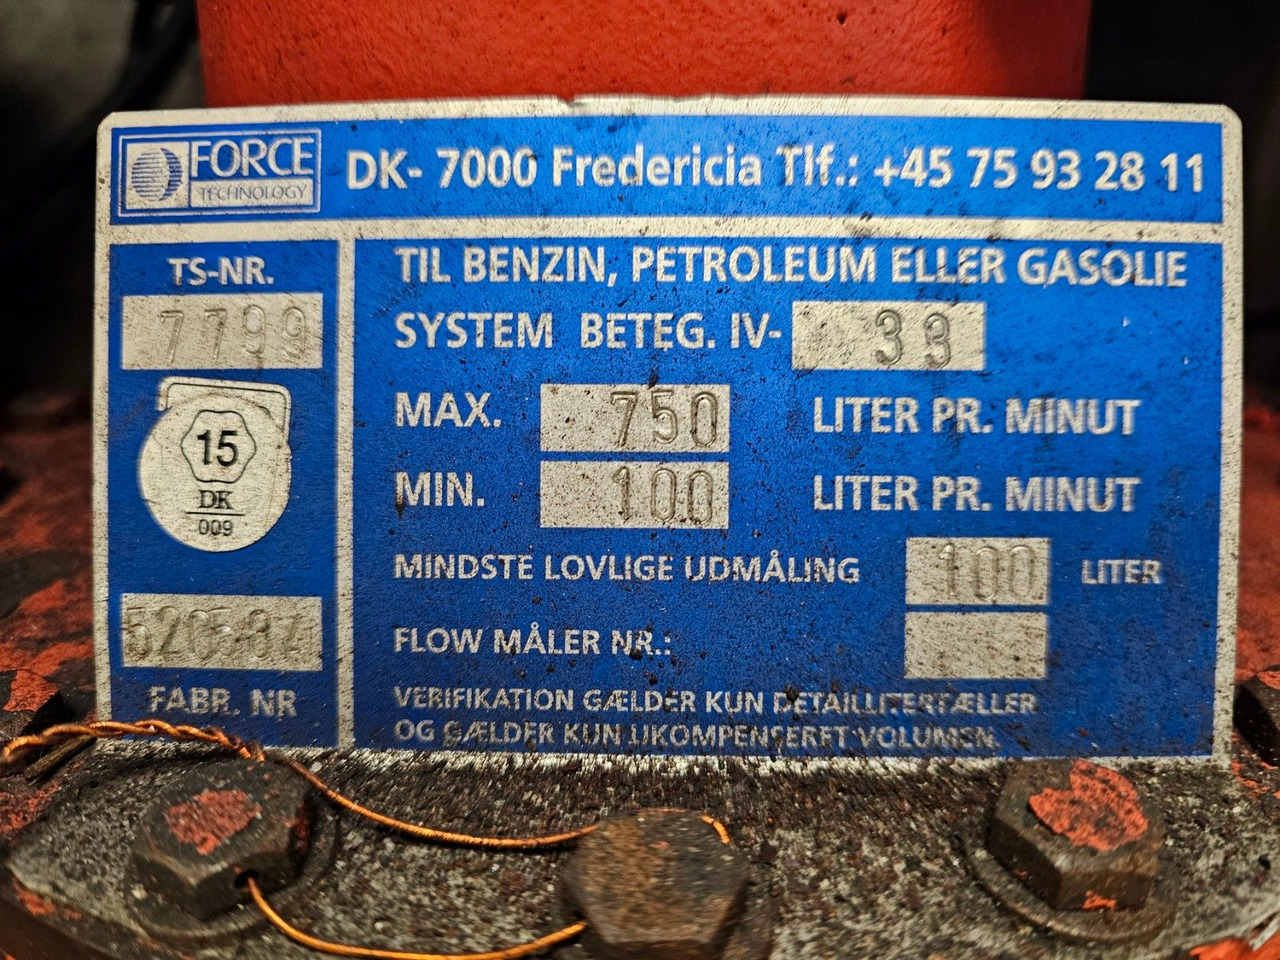 FORCE
TECHNOLOGY
DK- 7000 Fredericia Tlf.: +45 75 93 28 11
TS-NR.
7799
15
DK
009
FABR. NR
TIL BENZIN, PETROLEUM ELLER GASOLIE
SYSTEM BETEG. IV- 33
MAX. 750 LITER PR. MINUT
MIN. 100 LITER PR. MINUT
MINDSTE LOVLIGE UDMÅLING 100 LITER
FLOW MÅLER NR.:
VERIFIKATION GÆLDER KUN DETAILLITERTÆLLER
OG GÆLDER KUN UKOMPENSERET VOLUMEN.